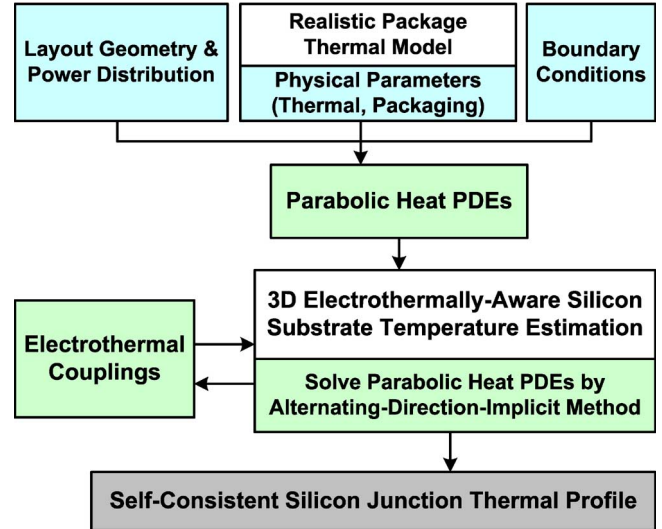 Layout Geometry &
Power Distribution
Realistic Package
Thermal Model
Physical Parameters
(Thermal, Packaging)
Boundary
Conditions
Parabolic Heat PDEs
3D Electrothermally-Aware Silicon
Substrate Temperature Estimation
Electrothermal
Couplings
Solve Parabolic Heat PDEs by
Alternating-Direction-Implicit Method
Self-Consistent Silicon Junction Thermal Profile